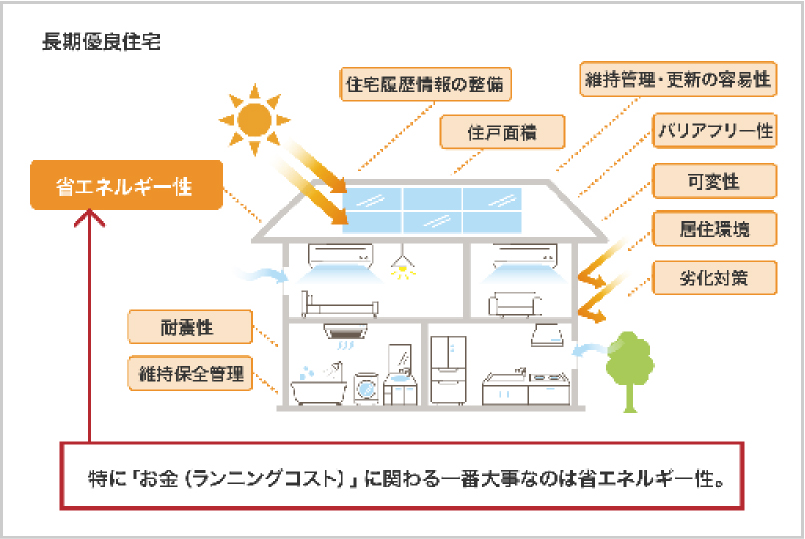 長期優良住宅
住宅履歴情報の整備
維持管理・更新の容易性
住戸面積
バリアフリー性
省エネルギー性
可変性
居住環境
劣化対策
耐震性
維持保全管理
特に「お金（ランニングコスト）」に関わる一番大事なのは省エネルギー性。